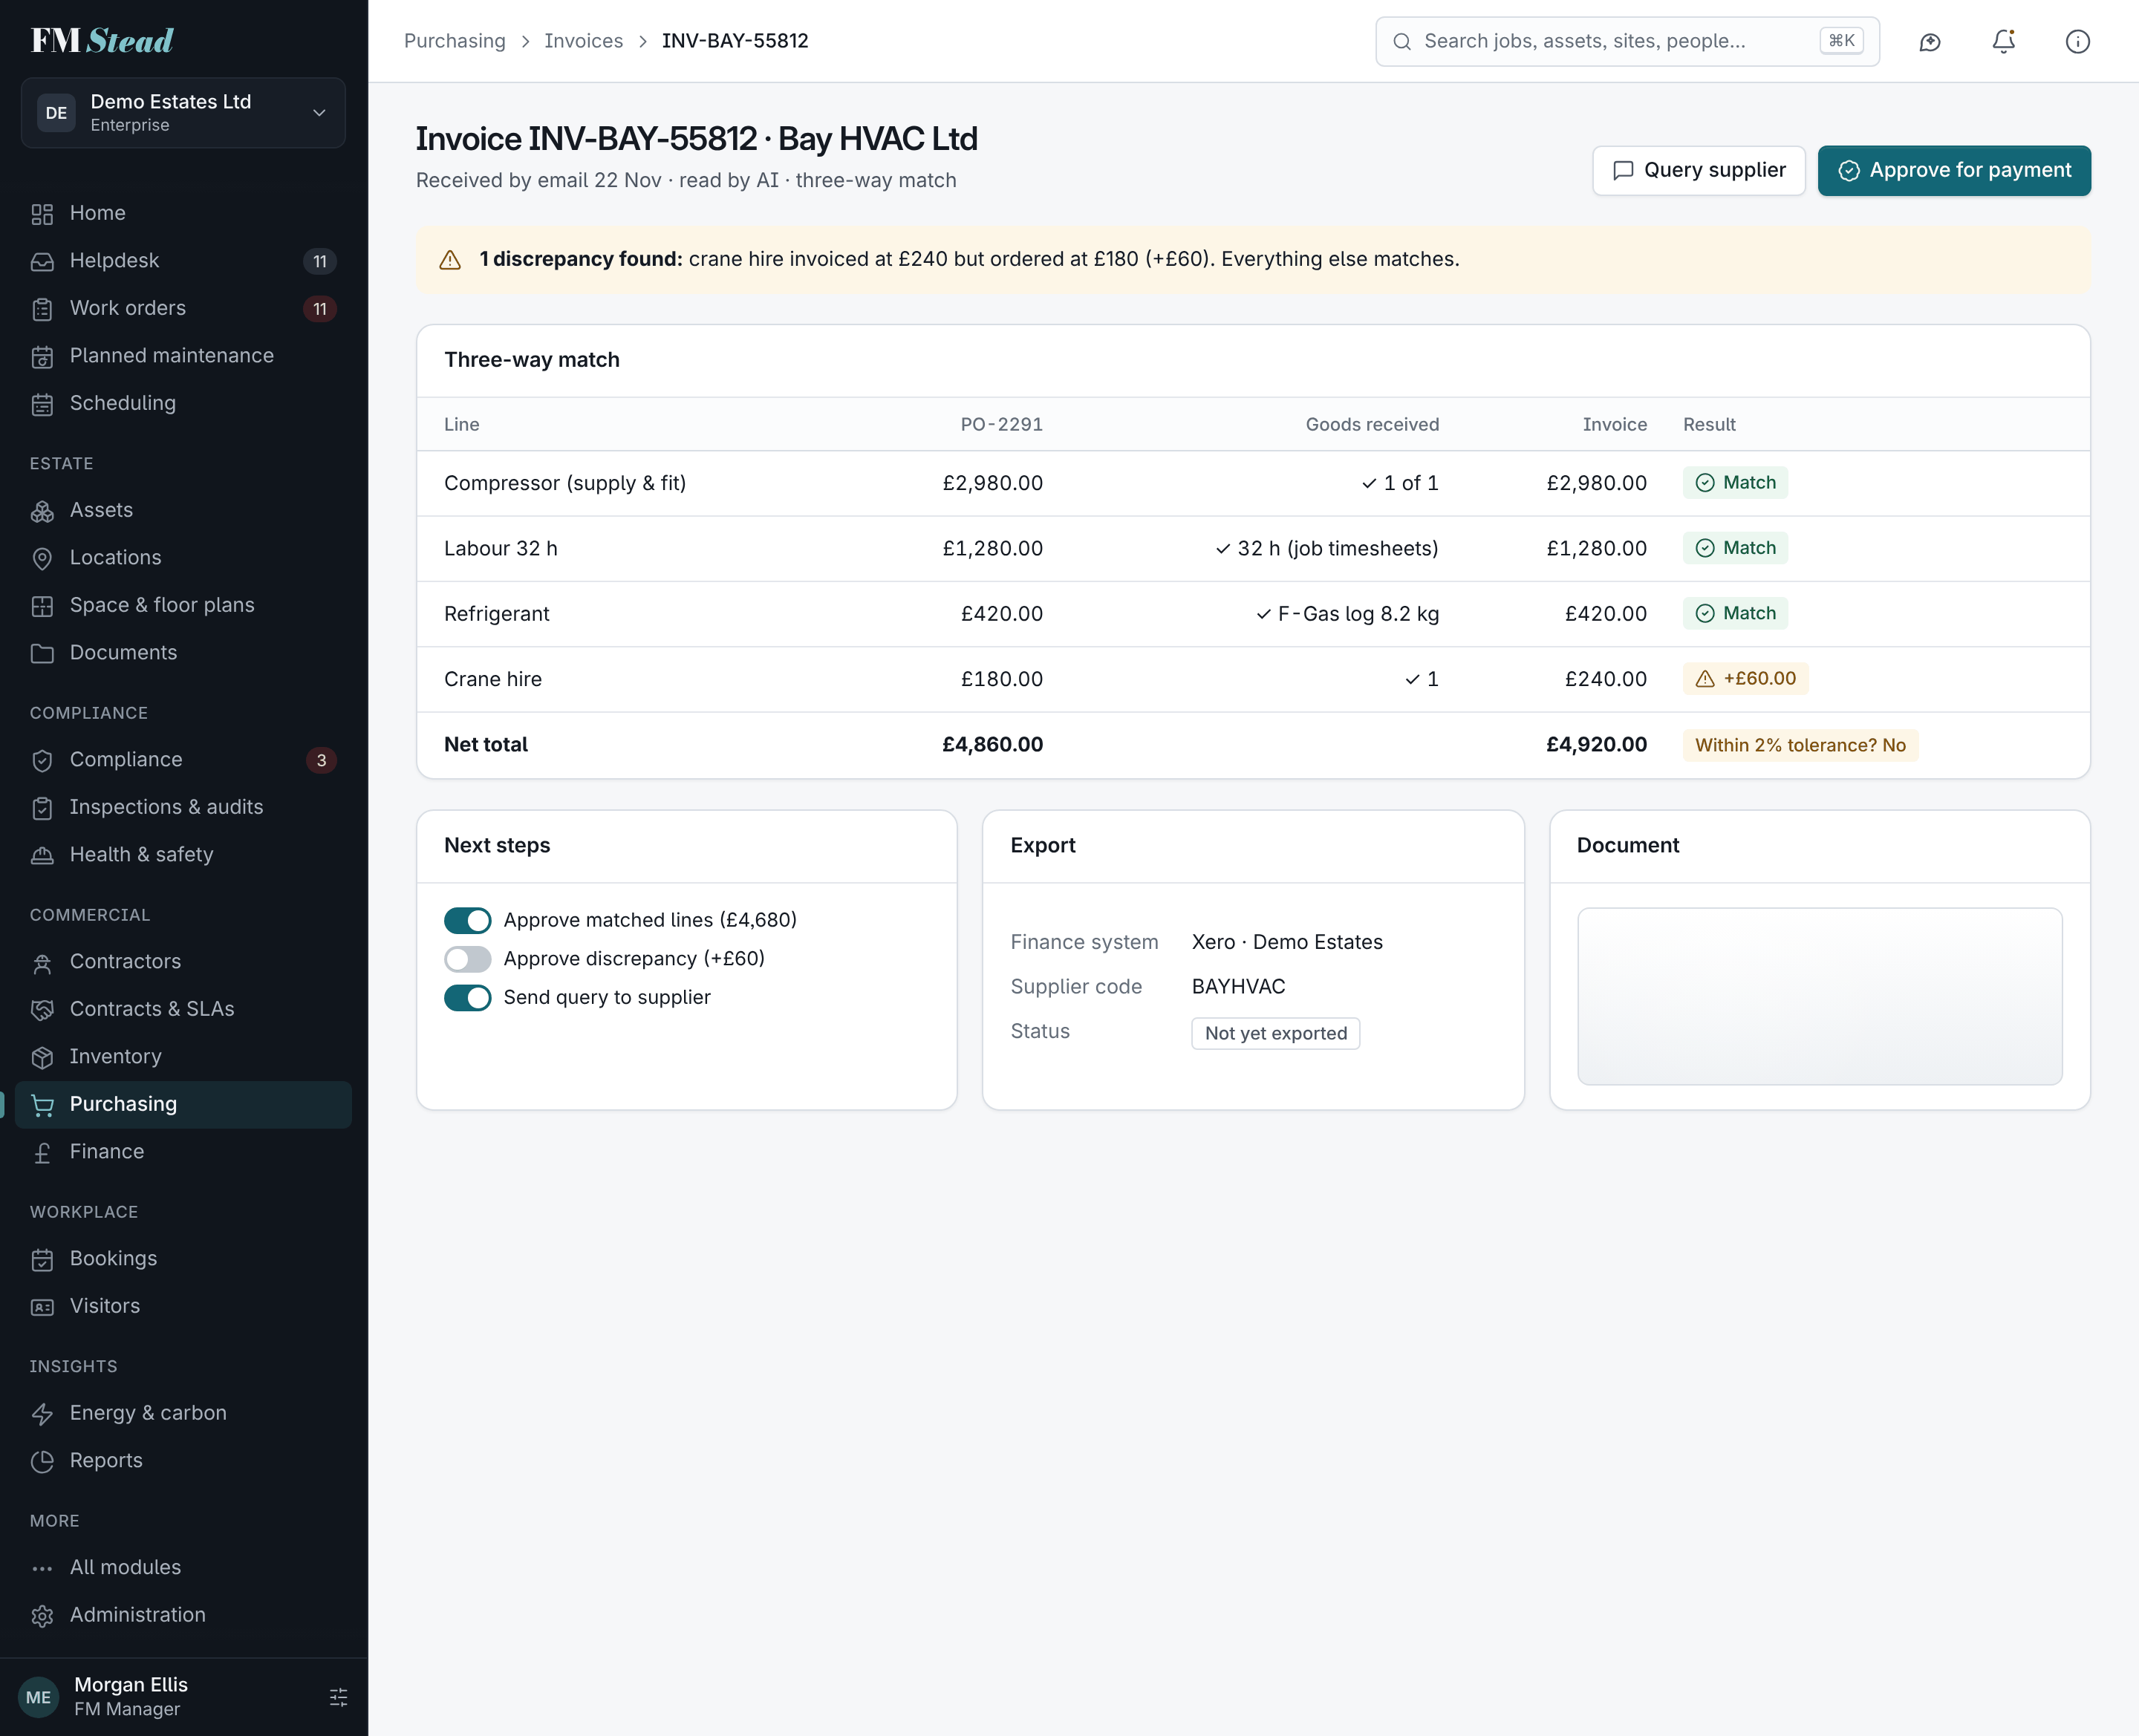 FM Stead
DE
Demo Estates Ltd
Enterprise
Home
Helpdesk 11
Work orders 11
Planned maintenance
Scheduling
ESTATE
Assets
Locations
Space & floor plans
Documents
COMPLIANCE
Compliance 3
Inspections & audits
Health & safety
COMMERCIAL
Contractors
Contracts & SLAs
Inventory
Purchasing
Finance
WORKPLACE
Bookings
Visitors
INSIGHTS
Energy & carbon
Reports
MORE
All modules
Administration
ME
Morgan Ellis
FM Manager
Purchasing > Invoices > INV-BAY-55812
Search jobs, assets, sites, people... ⌘K
Invoice INV-BAY-55812 · Bay HVAC Ltd
Received by email 22 Nov · read by AI · three-way match
Query supplier
Approve for payment
1 discrepancy found: crane hire invoiced at £240 but ordered at £180 (+£60). Everything else matches.
Three-way match
Line PO-2291 Goods received Invoice Result
Compressor (supply & fit) £2,980.00 ✓ 1 of 1 £2,980.00 Match
Labour 32 h £1,280.00 ✓ 32 h (job timesheets) £1,280.00 Match
Refrigerant £420.00 ✓ F-Gas log 8.2 kg £420.00 Match
Crane hire £180.00 ✓ 1 £240.00 +£60.00
Net total £4,860.00 £4,920.00 Within 2% tolerance? No
Next steps
Approve matched lines (£4,680)
Approve discrepancy (+£60)
Send query to supplier
Export
Finance system Xero · Demo Estates
Supplier code BAYHVAC
Status Not yet exported
Document